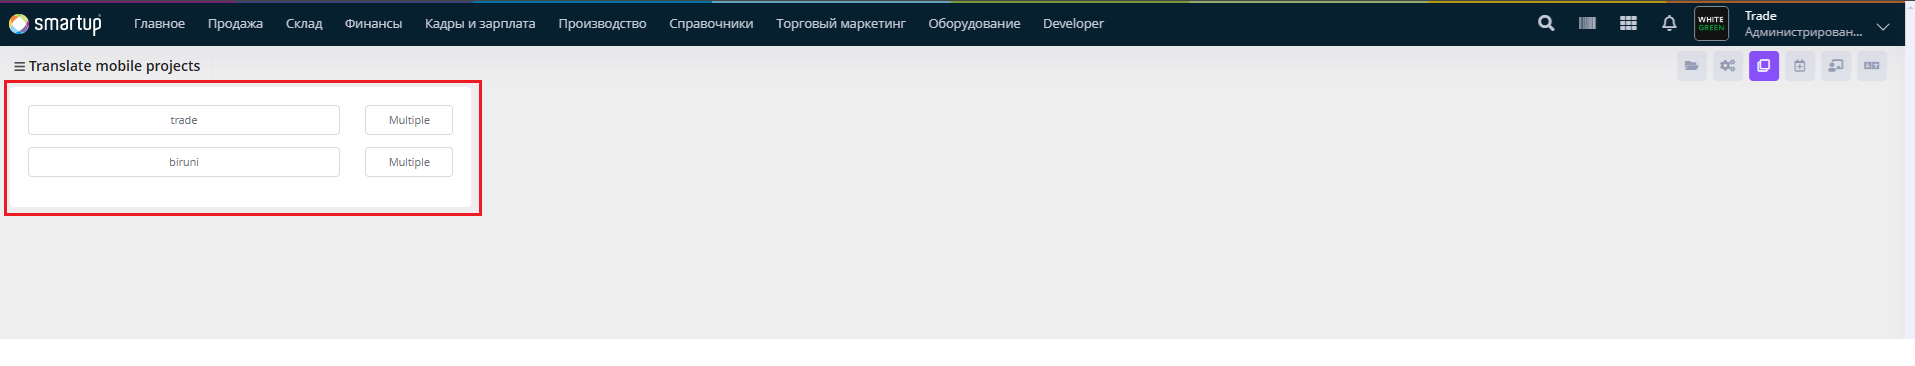 smartup Главное Продажа Склад Финансы Кадры и зарплата Производство Справочники Торговый маркетинг Оборудование Developer WHITE GREEN Trade
Администрирован...
Translate mobile projects
trade Multiple
biruni Multiple